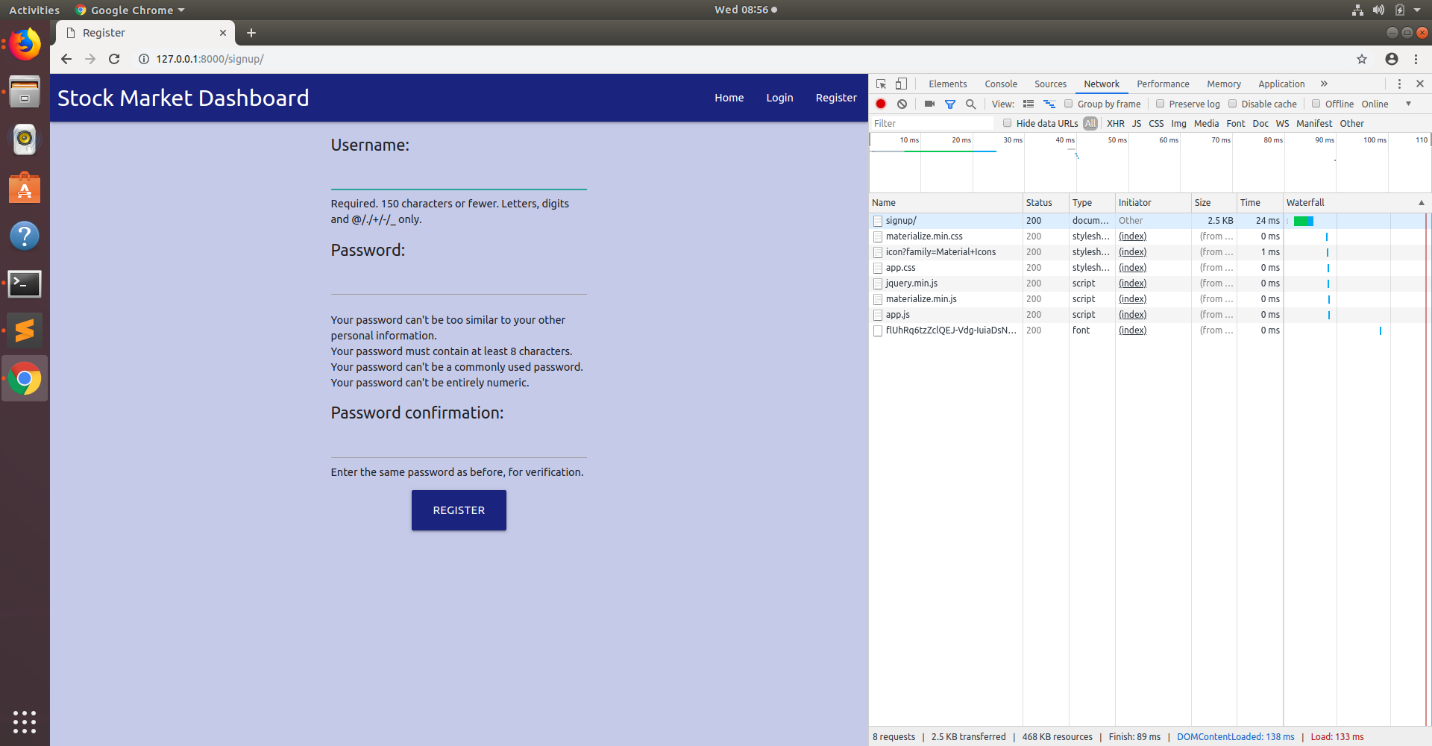 Activities Google Chrome Wed 08:56
Register
127.0.0.1:8000/signup/
Stock Market Dashboard Home Login Register
Username:
Required. 150 characters or fewer. Letters, digits
and @/./+/-/_ only.
Password:
Your password can't be too similar to your other
personal information.
Your password must contain at least 8 characters.
Your password can't be a commonly used password.
Your password can't be entirely numeric.
Password confirmation:
Enter the same password as before, for verification.
REGISTER
Elements Console Sources Network Performance Memory Application »
View: Group by frame Preserve log Disable cache Offline Online
Filter Hide data URLs All XHR JS CSS Img Media Font Doc WS Manifest Other
10 ms 20 ms 30 ms 40 ms 50 ms 60 ms 70 ms 80 ms 90 ms 100 ms 110
Name Status Type Initiator Size Time Waterfall
signup/ 200 docum... Other 2.5 KB 24 ms
materialize.min.css 200 stylesh... (index) (from ... 0 ms
icon?family=Material+Icons 200 stylesh... (index) (from ... 1 ms
app.css 200 stylesh... (index) (from ... 0 ms
jquery.min.js 200 script (index) (from ... 0 ms
materialize.min.js 200 script (index) (from ... 0 ms
app.js 200 script (index) (from ... 0 ms
flUhRq6tzZclQEJ-Vdg-IuiaDsN... 200 font (index) (from ... 0 ms
8 requests | 2.5 KB transferred | 468 KB resources | Finish: 89 ms | DOMContentLoaded: 138 ms | Load: 133 ms